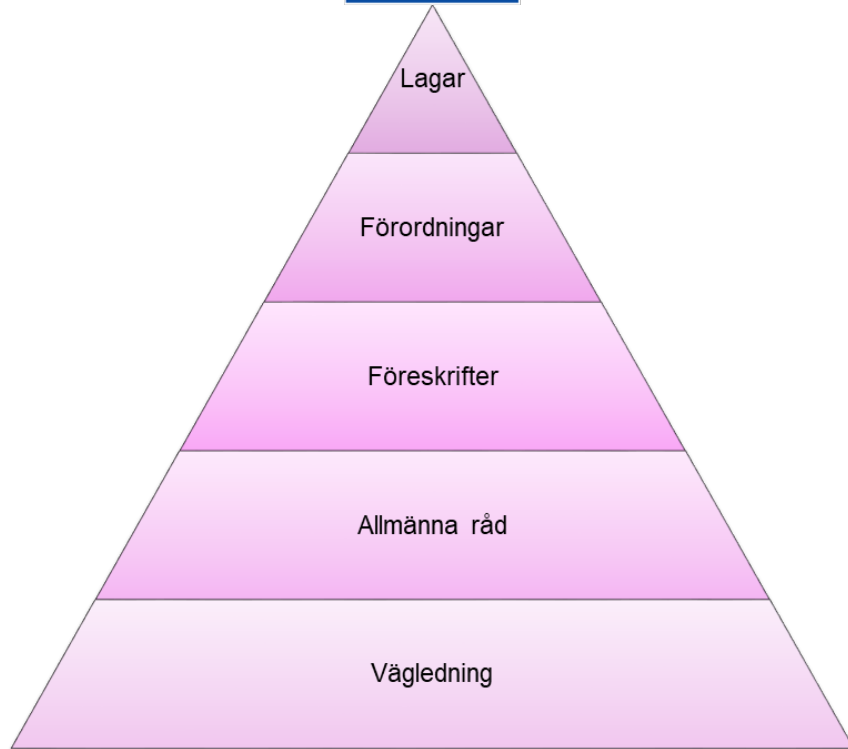 Lagar
Förordningar
Föreskrifter
Allmänna råd
Vägledning